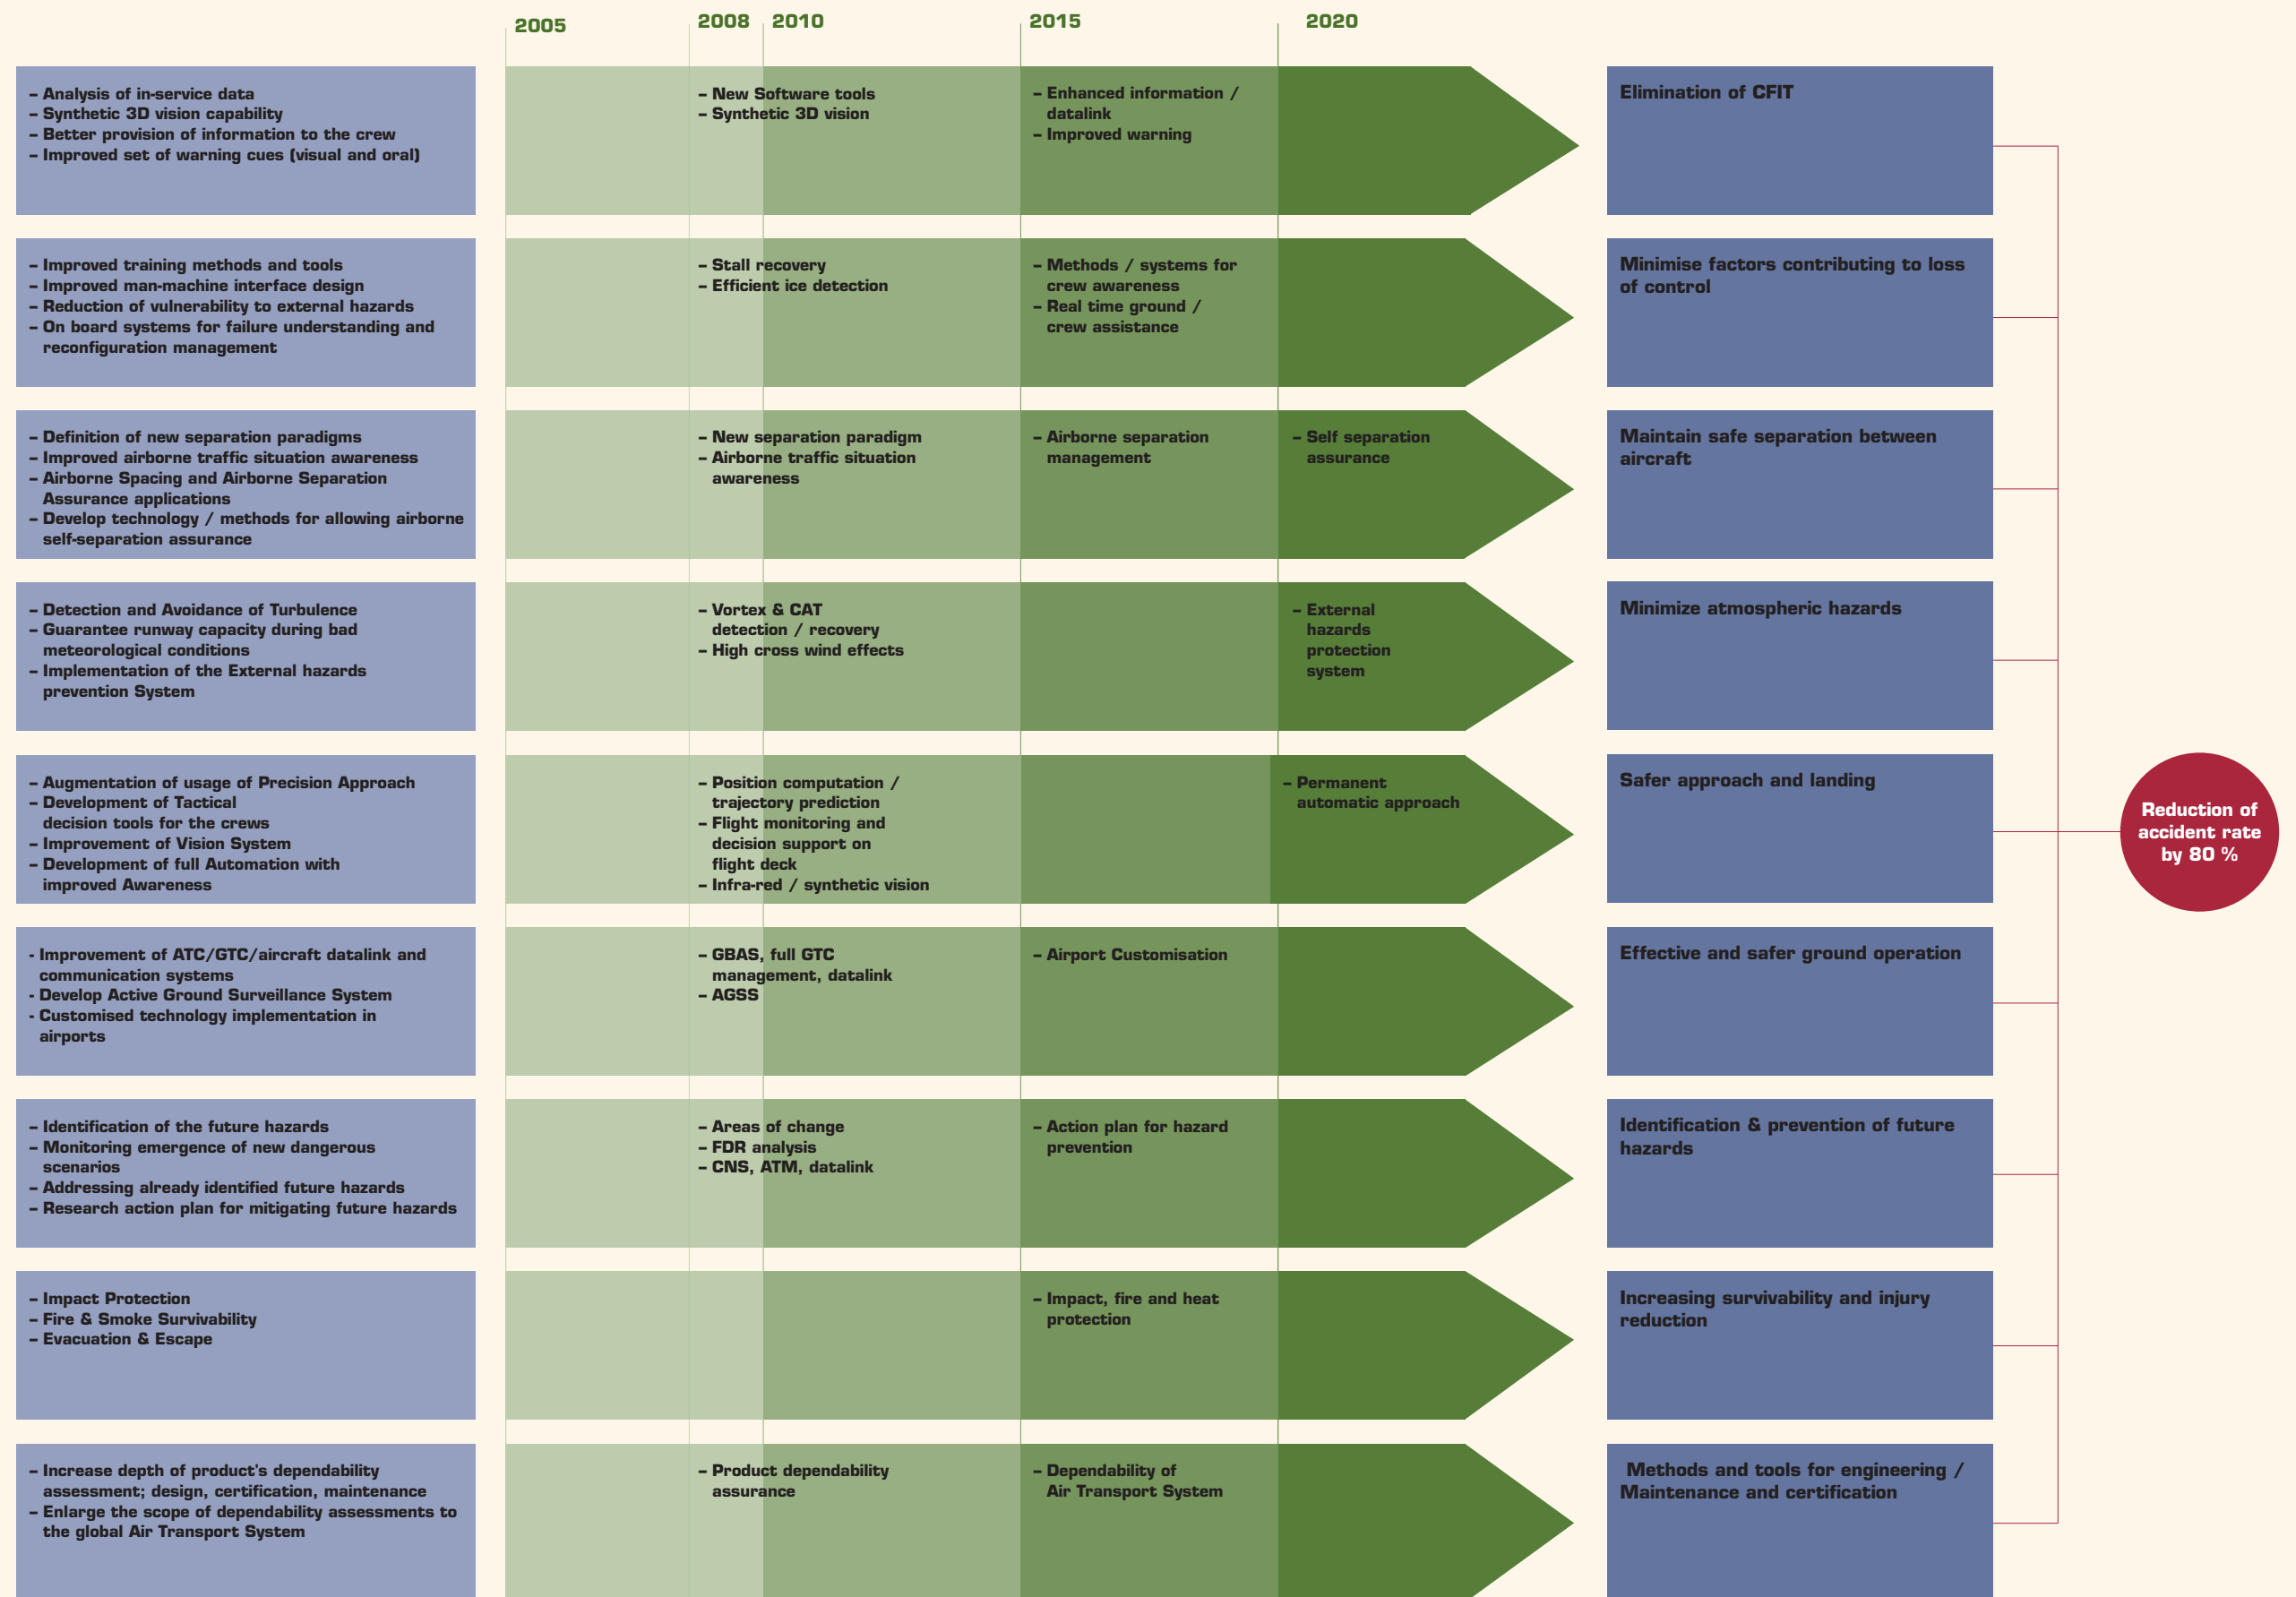 2005
2008
2010
2015
2020
– Analysis of in-service data
– Synthetic 3D vision capability
– Better provision of information to the crew
– Improved set of warning cues (visual and oral)
– New Software tools
– Synthetic 3D vision
– Enhanced information /
datalink
– Improved warning
Elimination of CFIT
– Improved training methods and tools
– Improved man-machine interface design
– Reduction of vulnerability to external hazards
– On board systems for failure understanding and
reconfiguration management
– Stall recovery
– Efficient ice detection
– Methods / systems for
crew awareness
– Real time ground /
crew assistance
Minimise factors contributing to loss
of control
– Definition of new separation paradigms
– Improved airborne traffic situation awareness
– Airborne Spacing and Airborne Separation
Assurance applications
– Develop technology / methods for allowing airborne
self-separation assurance
– New separation paradigm
– Airborne traffic situation
awareness
– Airborne separation
management
– Self separation
assurance
Maintain safe separation between
aircraft
– Detection and Avoidance of Turbulence
– Guarantee runway capacity during bad
meteorological conditions
– Implementation of the External hazards
prevention System
– Vortex & CAT
detection / recovery
– High cross wind effects
– External
hazards
protection
system
Minimize atmospheric hazards
– Augmentation of usage of Precision Approach
– Development of Tactical
decision tools for the crews
– Improvement of Vision System
– Development of full Automation with
improved Awareness
– Position computation /
trajectory prediction
– Flight monitoring and
decision support on
flight deck
– Infra-red / synthetic vision
– Permanent
automatic approach
Safer approach and landing
Reduction of
accident rate
by 80 %
- Improvement of ATC/GTC/aircraft datalink and
communication systems
- Develop Active Ground Surveillance System
- Customised technology implementation in
airports
– GBAS, full GTC
management, datalink
– AGSS
– Airport Customisation
Effective and safer ground operation
– Identification of the future hazards
– Monitoring emergence of new dangerous
scenarios
– Addressing already identified future hazards
– Research action plan for mitigating future hazards
– Areas of change
– FDR analysis
– CNS, ATM, datalink
– Action plan for hazard
prevention
Identification & prevention of future
hazards
– Impact Protection
– Fire & Smoke Survivability
– Evacuation & Escape
– Impact, fire and heat
protection
Increasing survivability and injury
reduction
– Increase depth of product's dependability
assessment; design, certification, maintenance
– Enlarge the scope of dependability assessments to
the global Air Transport System
– Product dependability
assurance
– Dependability of
Air Transport System
Methods and tools for engineering /
Maintenance and certification